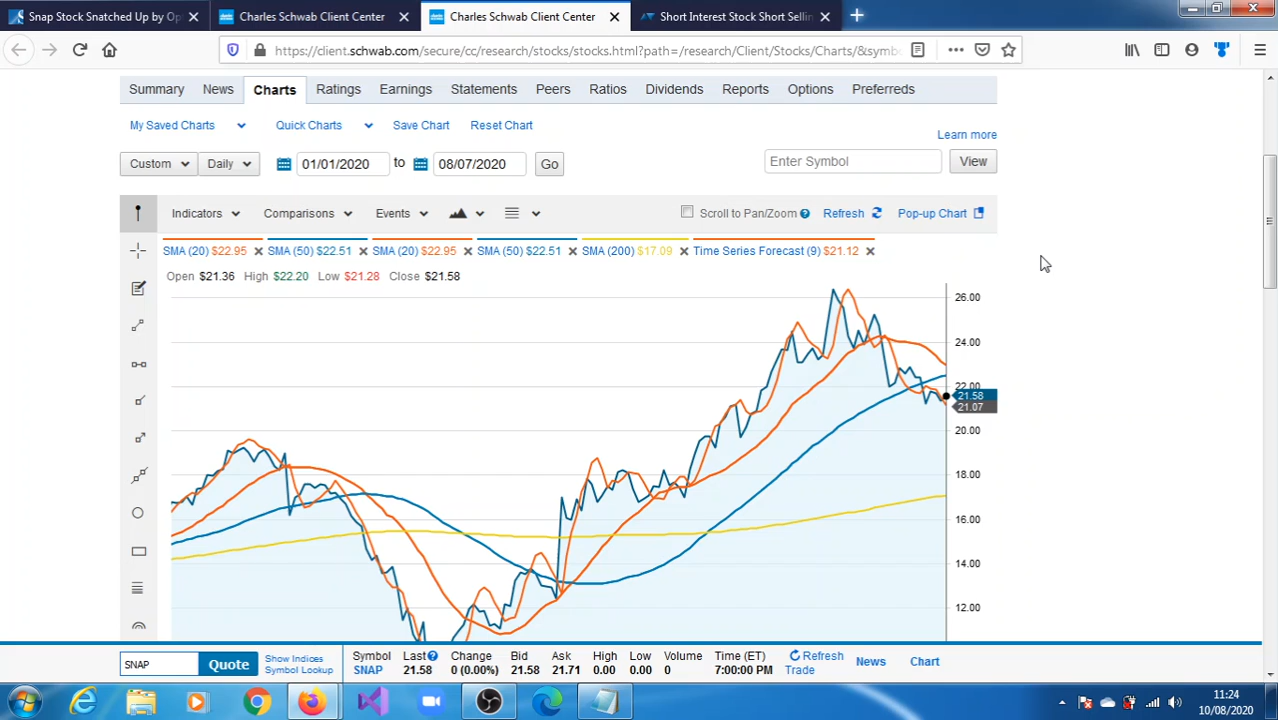 Snap Stock Snatched Up by Op
Charles Schwab Client Center
Charles Schwab Client Center
Short Interest Stock Short Sellin
https://client.schwab.com/secure/cc/research/stocks/stocks.html?path=/research/Client/Stocks/Charts/&symbo
Summary News Charts Ratings Earnings Statements Peers Ratios Dividends Reports Options Preferreds
My Saved Charts Quick Charts Save Chart Reset Chart
Learn more
Custom Daily 01/01/2020 to 08/07/2020 Go Enter Symbol View
Indicators Comparisons Events Scroll to Pan/Zoom Refresh Pop-up Chart
SMA (20) $22.95 SMA (50) $22.51 SMA (20) $22.95 SMA (50) $22.51 SMA (200) $17.09 Time Series Forecast (9) $21.12
Open $21.36 High $22.20 Low $21.28 Close $21.58
26.00
24.00
22.00
21.58
21.07
20.00
18.00
16.00
14.00
12.00
SNAP Quote
Show Indices
Symbol Lookup
Symbol Last Change Bid Ask High Low Volume Time (ET) Refresh
SNAP 21.58 0 (0.00%) 21.58 21.71 0.00 0.00 0 7:00:00 PM Trade
News Chart
11:24
10/08/2020